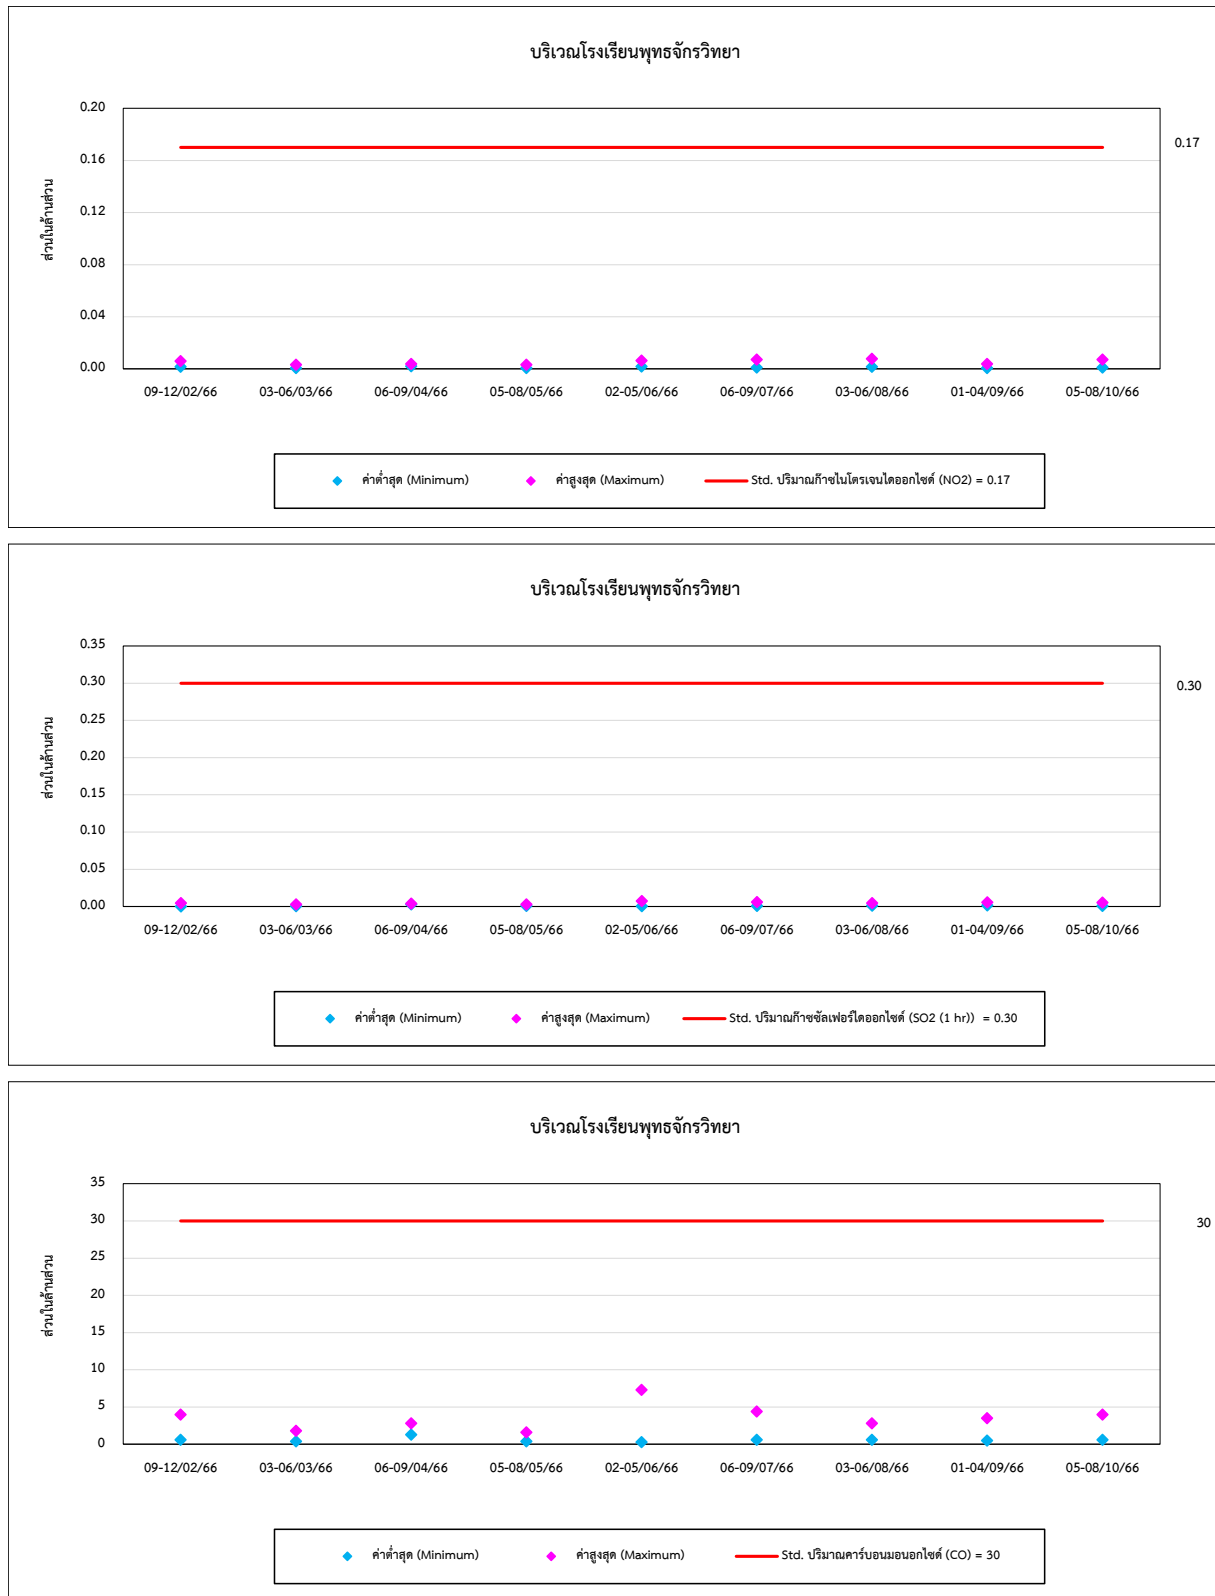 บริเวณโรงเรียนพุทธจักรวิทยา
0.20
0.17
0.16
0.12
0.08
0.04
0.00
ส่วนในล้านส่วน
09-12/02/66 03-06/03/66 06-09/04/66 05-08/05/66 02-05/06/66 06-09/07/66 03-06/08/66 01-04/09/66 05-08/10/66
ค่าต่ำสุด (Minimum) ค่าสูงสุด (Maximum) Std. ปริมาณก๊าซไนโตรเจนไดออกไซด์ (NO2) = 0.17
บริเวณโรงเรียนพุทธจักรวิทยา
0.35
0.30
0.30
0.25
0.20
0.15
0.10
0.05
0.00
ส่วนในล้านส่วน
09-12/02/66 03-06/03/66 06-09/04/66 05-08/05/66 02-05/06/66 06-09/07/66 03-06/08/66 01-04/09/66 05-08/10/66
ค่าต่ำสุด (Minimum) ค่าสูงสุด (Maximum) Std. ปริมาณก๊าซซัลเฟอร์ไดออกไซด์ (SO2 (1 hr)) = 0.30
บริเวณโรงเรียนพุทธจักรวิทยา
35
30
30
25
20
15
10
5
0
ส่วนในล้านส่วน
09-12/02/66 03-06/03/66 06-09/04/66 05-08/05/66 02-05/06/66 06-09/07/66 03-06/08/66 01-04/09/66 05-08/10/66
ค่าต่ำสุด (Minimum) ค่าสูงสุด (Maximum) Std. ปริมาณคาร์บอนมอนอกไซด์ (CO) = 30